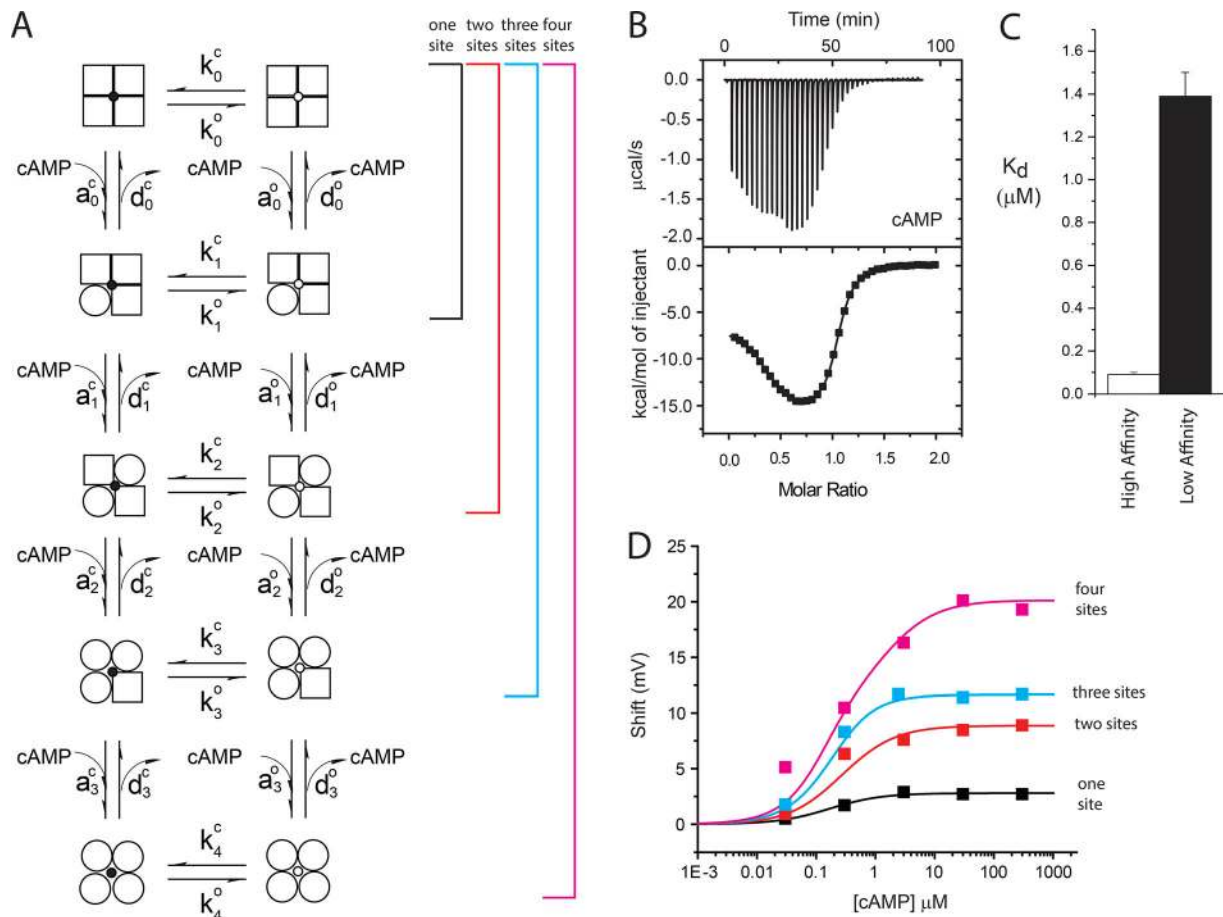 A
one two three four
site sites sites sites
k₀ᶜ
k₀ᵒ
cAMP cAMP cAMP
a₀ᶜ d₀ᶜ a₀ᵒ d₀ᵒ
k₁ᶜ
k₁ᵒ
cAMP cAMP cAMP
a₁ᶜ d₁ᶜ a₁ᵒ d₁ᵒ
k₂ᶜ
k₂ᵒ
cAMP cAMP cAMP
a₂ᶜ d₂ᶜ a₂ᵒ d₂ᵒ
k₃ᶜ
k₃ᵒ
cAMP cAMP cAMP
a₃ᶜ d₃ᶜ a₃ᵒ d₃ᵒ
k₄ᶜ
k₄ᵒ
B
Time (min)
0 50 100
0.0
-0.5
-1.0
-1.5
-2.0
μcal/s
cAMP
0.0
-5.0
-10.0
-15.0
kcal/mol of injectant
0.0 0.5 1.0 1.5 2.0
Molar Ratio
C
1.6
1.4
1.2
1.0
0.8
0.6
0.4
0.2
0.0
Kd
(μM)
High Affinity
Low Affinity
D
25
20
15
10
5
0
Shift (mV)
four
sites
three sites
two sites
one
site
1E-3 0.01 0.1 1 10 100 1000
[cAMP] μM